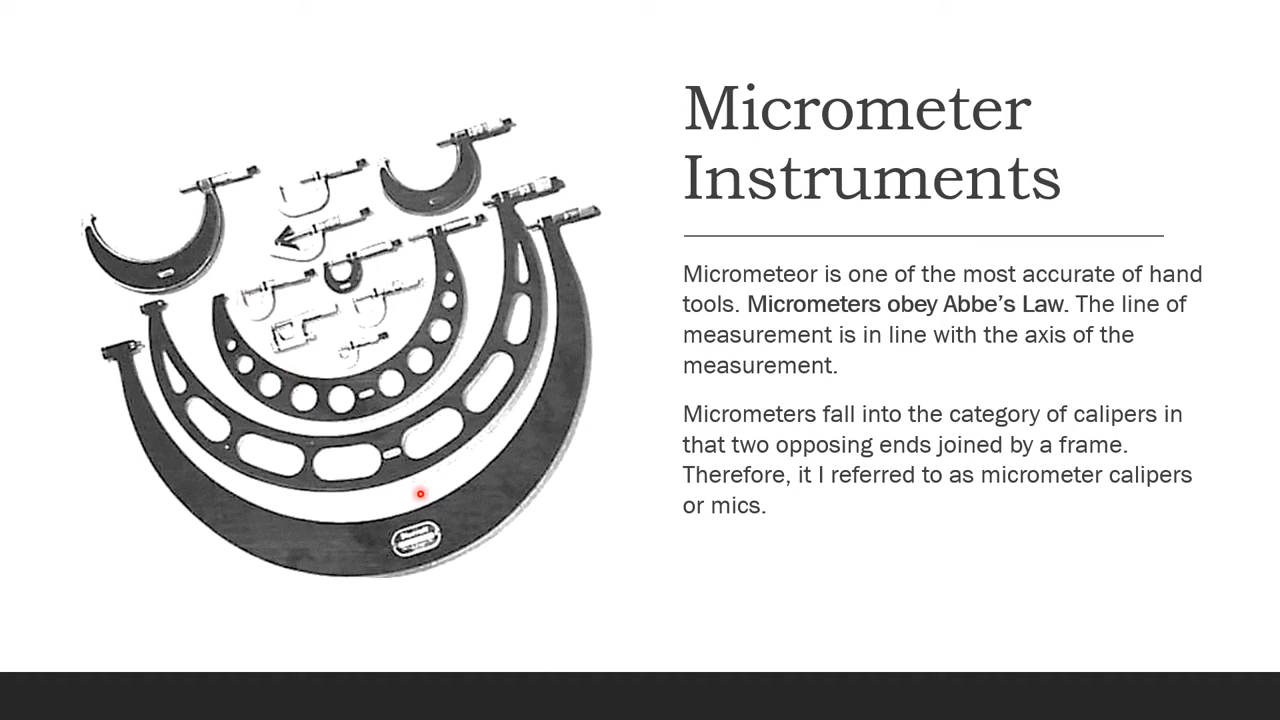 Micrometer
Instruments
Micrometeor is one of the most accurate of hand
tools. Micrometers obey Abbe’s Law. The line of
measurement is in line with the axis of the
measurement.
Micrometers fall into the category of calipers in
that two opposing ends joined by a frame.
Therefore, it I referred to as micrometer calipers
or mics.